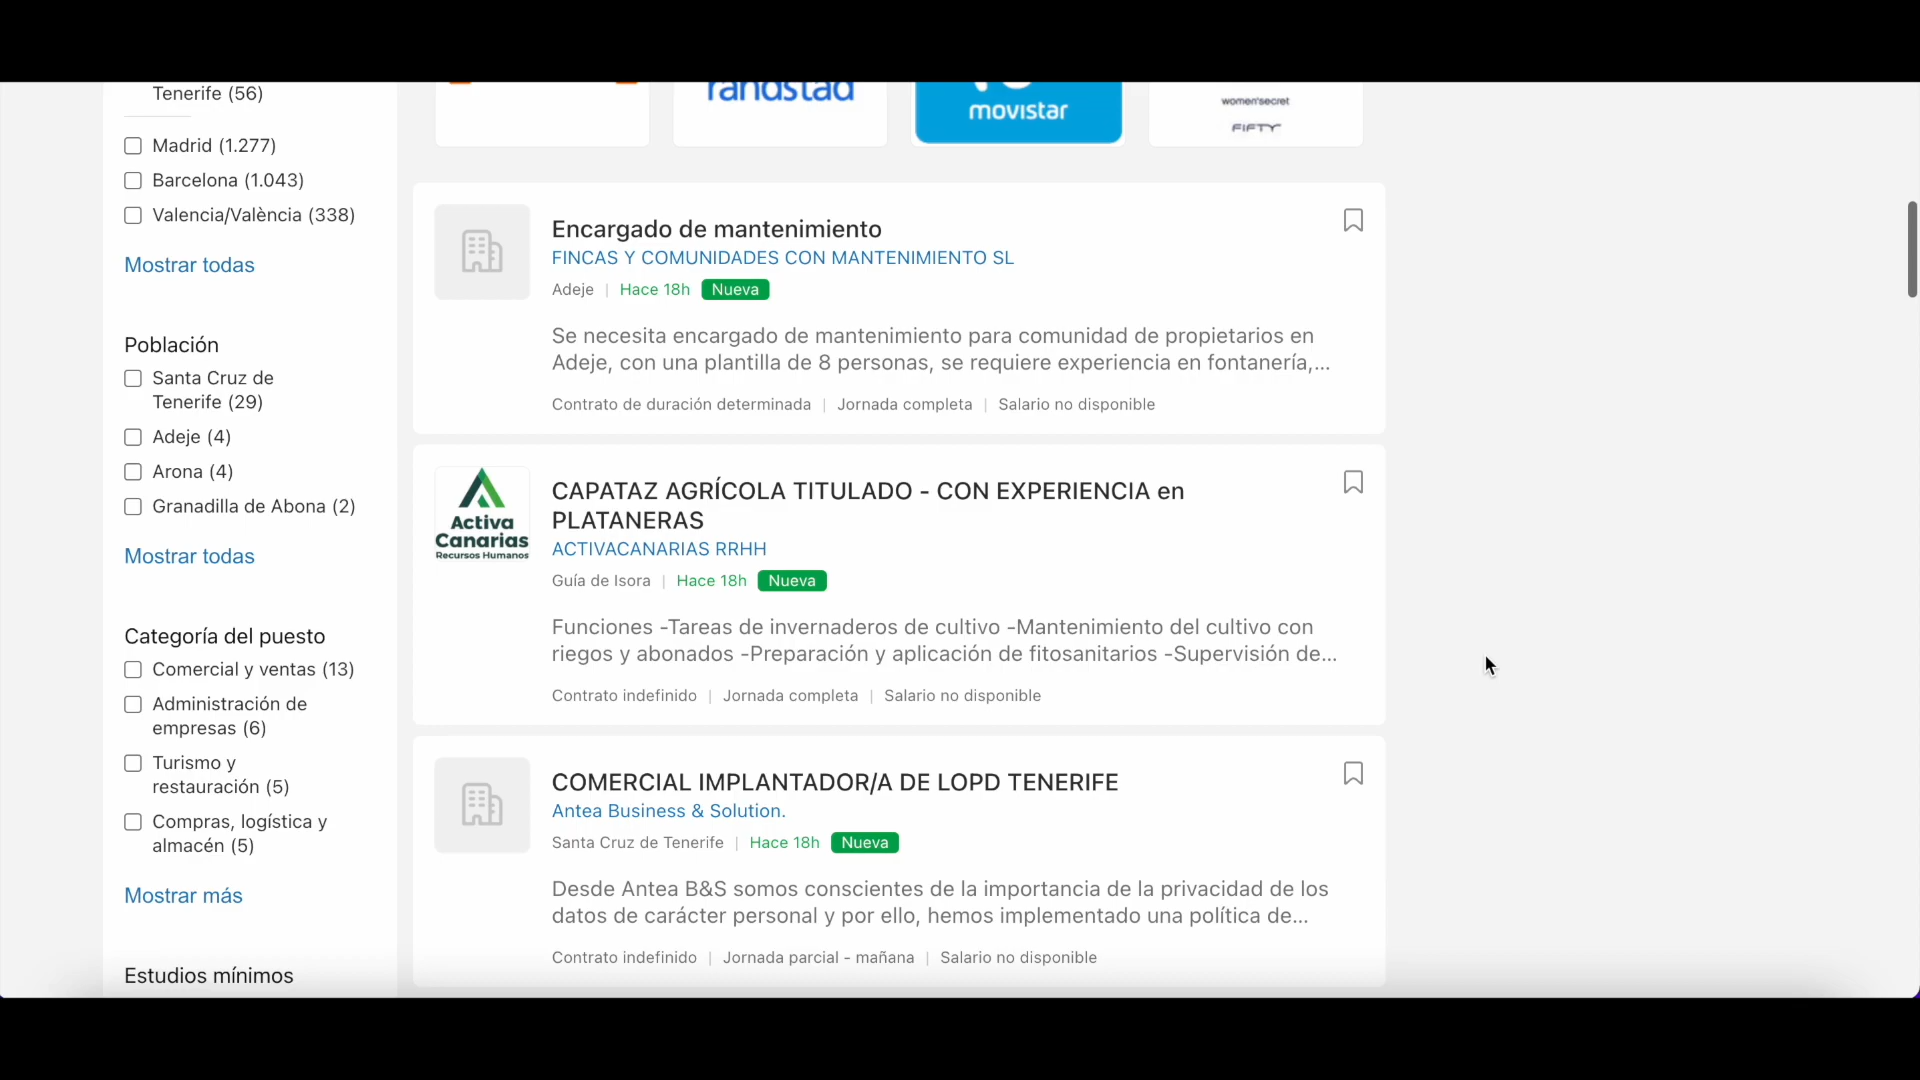 Tenerife (56)
Madrid (1.277)
Barcelona (1.043)
Valencia/València (338)
Mostrar todas
Población
Santa Cruz de
Tenerife (29)
Adeje (4)
Arona (4)
Granadilla de Abona (2)
Mostrar todas
Categoría del puesto
Comercial y ventas (13)
Administración de
empresas (6)
Turismo y
restauración (5)
Compras, logística y
almacén (5)
Mostrar más
Estudios mínimos
randstad
movistar
women'secret
FIFTY
Encargado de mantenimiento
FINCAS Y COMUNIDADES CON MANTENIMIENTO SL
Adeje | Hace 18h Nueva
Se necesita encargado de mantenimiento para comunidad de propietarios en
Adeje, con una plantilla de 8 personas, se requiere experiencia en fontanería,...
Contrato de duración determinada | Jornada completa | Salario no disponible
Activa
Canarias
Recursos Humanos
CAPATAZ AGRÍCOLA TITULADO - CON EXPERIENCIA en
PLATANERAS
ACTIVACANARIAS RRHH
Guía de Isora | Hace 18h Nueva
Funciones -Tareas de invernaderos de cultivo -Mantenimiento del cultivo con
riegos y abonados -Preparación y aplicación de fitosanitarios -Supervisión de...
Contrato indefinido | Jornada completa | Salario no disponible
COMERCIAL IMPLANTADOR/A DE LOPD TENERIFE
Antea Business & Solution.
Santa Cruz de Tenerife | Hace 18h Nueva
Desde Antea B&S somos conscientes de la importancia de la privacidad de los
datos de carácter personal y por ello, hemos implementado una política de...
Contrato indefinido | Jornada parcial - mañana | Salario no disponible